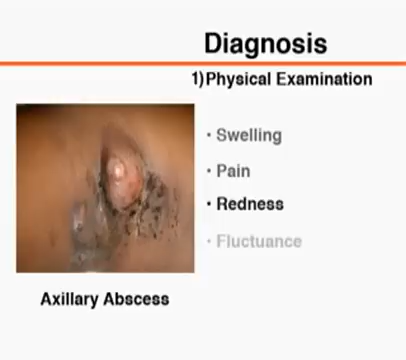 Diagnosis
1)Physical Examination
· Swelling
· Pain
· Redness
· Fluctuance
Axillary Abscess